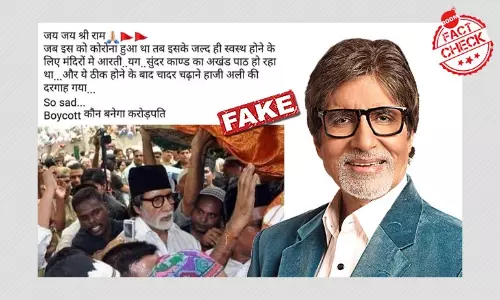 जय जय श्री राम🙏🚩🚩
जब इस को कोरोना हुआ था तब इसके जल्द ही स्वस्थ होने के
लिए मंदिरों मे आरती..यग..सुंदर काण्ड का अखंड पाठ हो रहा
था...और ये ठीक होने के बाद चादर चढ़ाने हाजी अली की
दरगाह गया...
So sad...
Boycott कौन बनेगा करोड़पति
FAKE
BOOM
FACT
CHECK